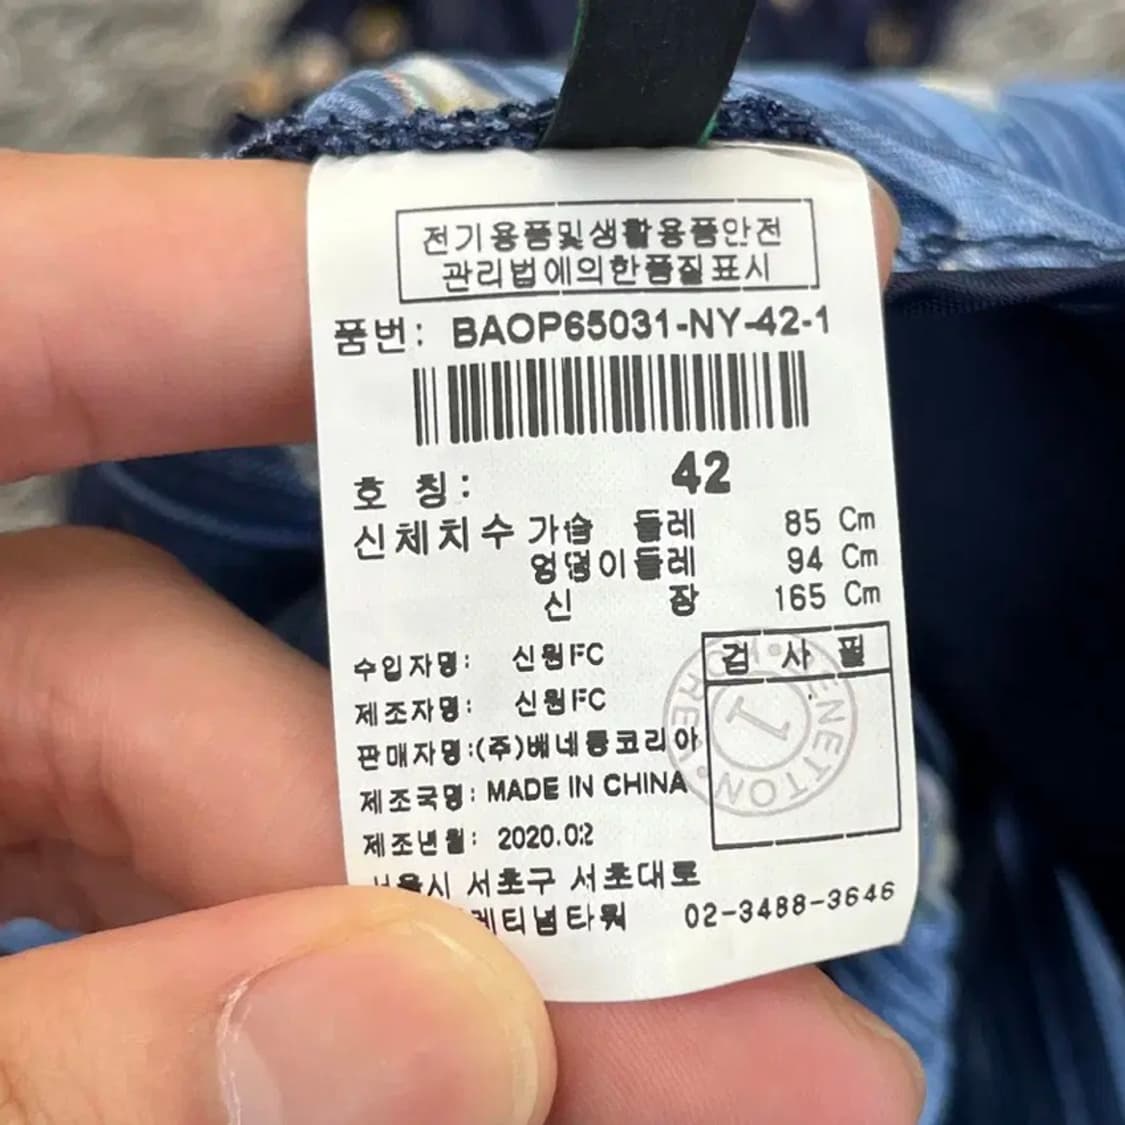 전기용품및생활용품안전
관리법에의한품질표시
품번: BAOP65031-NY-42-1
호 칭: 42
신체치수 가슴 둘레 85 Cm
엉덩이둘레 94 Cm
신 장 165 Cm
수입자명: 신원FC
제조자명: 신원FC
판매자명:(주)베네통코리아
제조국명: MADE IN CHINA
제조년월: 2020.02
검 사 필
BENETTON KOREA
1
서울시 서초구 서초대로
02-3488-3646